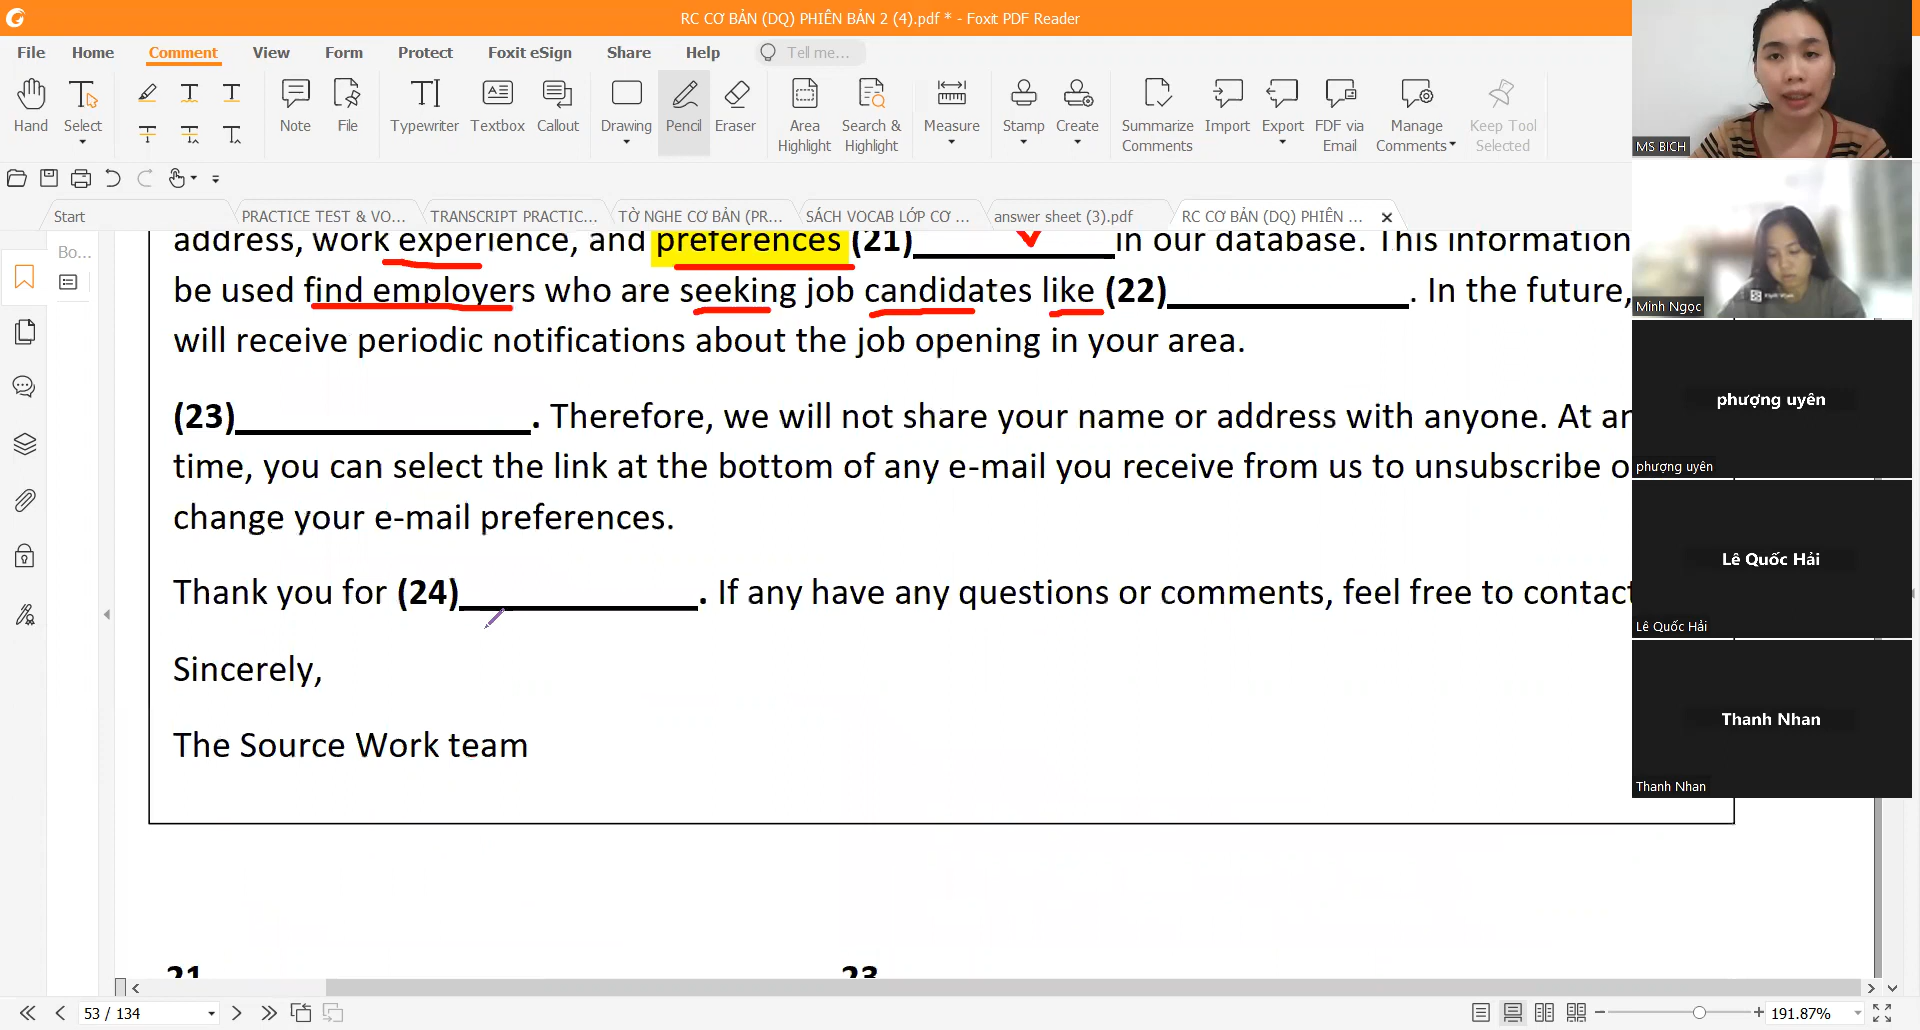 RC CƠ BẢN (DQ) PHIÊN BẢN 2 (4).pdf * - Foxit PDF Reader
File Home Comment View Form Protect Foxit eSign Share Help Tell me...
Hand Select Note File Typewriter Textbox Callout Drawing Pencil Eraser Area Highlight Search & Highlight Measure Stamp Create Summarize Comments Import Export FDF via Email Manage Comments Keep Tool Selected
Start PRACTICE TEST & VO... TRANSCRIPT PRACTIC... TỜ NGHE CƠ BẢN (PR... SÁCH VOCAB LỚP CƠ ... answer sheet (3).pdf RC CƠ BẢN (DQ) PHIÊN ...
Bo...
address, work experience, and preferences (21)__________in our database. This information
be used find employers who are seeking job candidates like (22)____________. In the future,
will receive periodic notifications about the job opening in your area.
(23)_______________. Therefore, we will not share your name or address with anyone. At an
time, you can select the link at the bottom of any e-mail you receive from us to unsubscribe o
change your e-mail preferences.
Thank you for (24)____________. If any have any questions or comments, feel free to contact
Sincerely,
The Source Work team
21 23
53 / 134
191.87%
MS BICH
Minh Ngọc
phượng uyên
phượng uyên
Lê Quốc Hải
Lê Quốc Hải
Thanh Nhan
Thanh Nhan